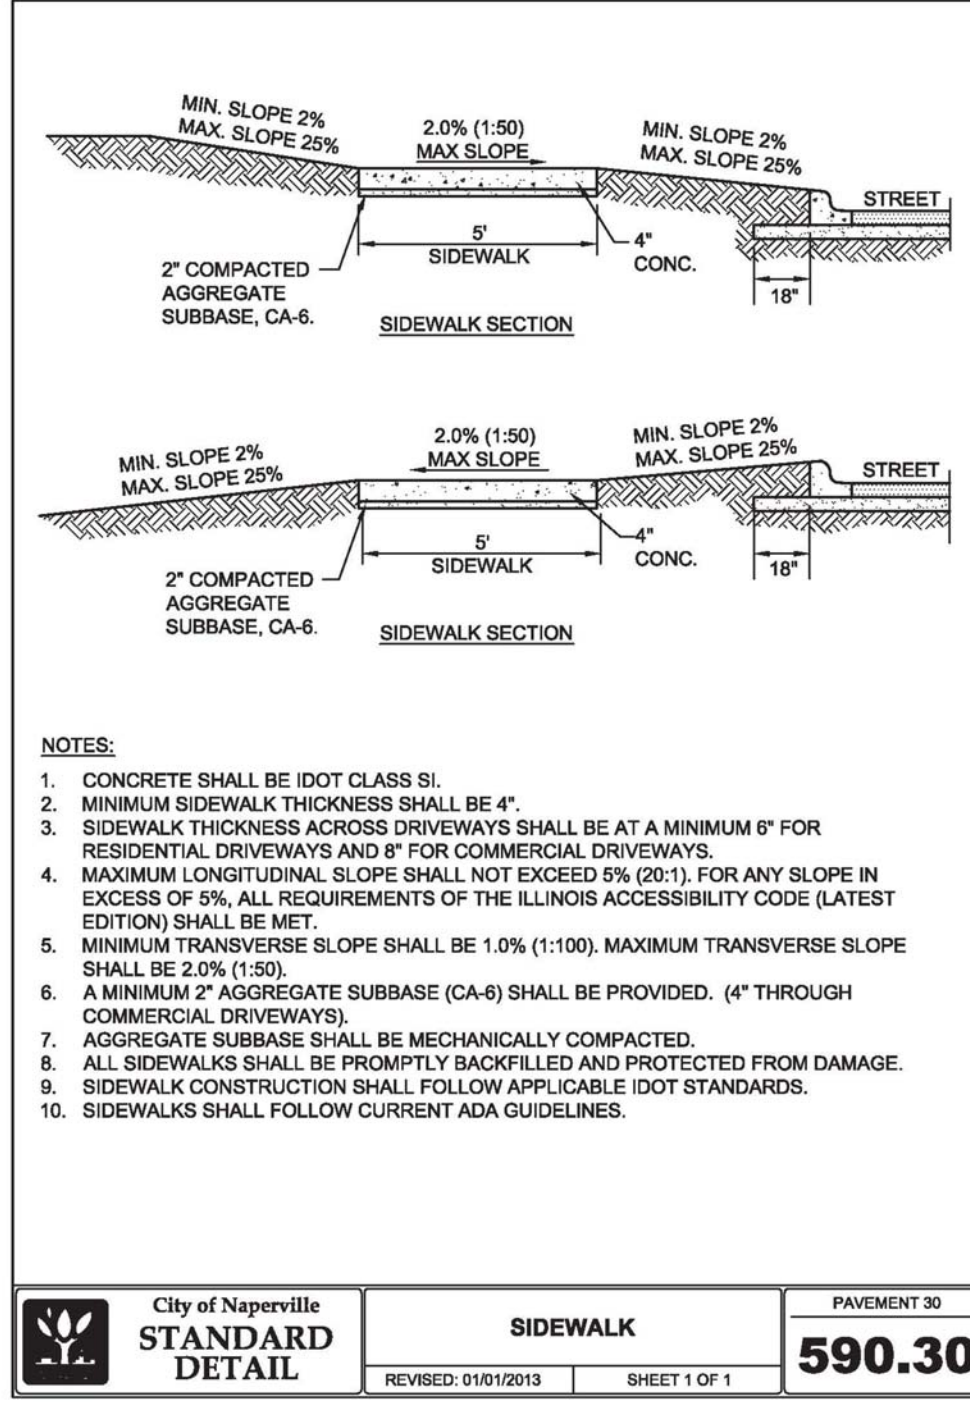 MIN. SLOPE 2%
MAX. SLOPE 25%
2.0% (1:50)
MAX SLOPE
MIN. SLOPE 2%
MAX. SLOPE 25%
STREET
5'
SIDEWALK
4"
CONC.
2" COMPACTED
AGGREGATE
SUBBASE, CA-6.
18"
SIDEWALK SECTION
MIN. SLOPE 2%
MAX. SLOPE 25%
2.0% (1:50)
MAX SLOPE
MIN. SLOPE 2%
MAX. SLOPE 25%
STREET
5'
SIDEWALK
4"
CONC.
18"
2" COMPACTED
AGGREGATE
SUBBASE, CA-6.
SIDEWALK SECTION
NOTES:
1. CONCRETE SHALL BE IDOT CLASS SI.
2. MINIMUM SIDEWALK THICKNESS SHALL BE 4".
3. SIDEWALK THICKNESS ACROSS DRIVEWAYS SHALL BE AT A MINIMUM 6" FOR
RESIDENTIAL DRIVEWAYS AND 8" FOR COMMERCIAL DRIVEWAYS.
4. MAXIMUM LONGITUDINAL SLOPE SHALL NOT EXCEED 5% (20:1). FOR ANY SLOPE IN
EXCESS OF 5%, ALL REQUIREMENTS OF THE ILLINOIS ACCESSIBILITY CODE (LATEST
EDITION) SHALL BE MET.
5. MINIMUM TRANSVERSE SLOPE SHALL BE 1.0% (1:100). MAXIMUM TRANSVERSE SLOPE
SHALL BE 2.0% (1:50).
6. A MINIMUM 2" AGGREGATE SUBBASE (CA-6) SHALL BE PROVIDED. (4" THROUGH
COMMERCIAL DRIVEWAYS).
7. AGGREGATE SUBBASE SHALL BE MECHANICALLY COMPACTED.
8. ALL SIDEWALKS SHALL BE PROMPTLY BACKFILLED AND PROTECTED FROM DAMAGE.
9. SIDEWALK CONSTRUCTION SHALL FOLLOW APPLICABLE IDOT STANDARDS.
10. SIDEWALKS SHALL FOLLOW CURRENT ADA GUIDELINES.
City of Naperville
STANDARD
DETAIL
SIDEWALK
REVISED: 01/01/2013
SHEET 1 OF 1
PAVEMENT 30
590.30